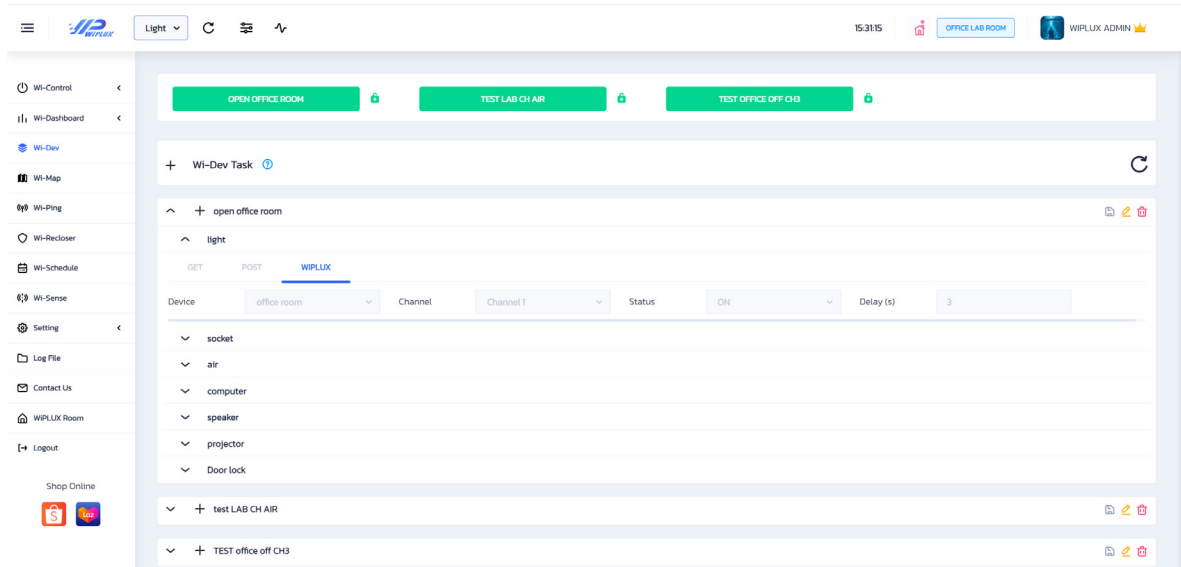 WIPLUX
Light
15:31:15
OFFICE LAB ROOM
WIPLUX ADMIN
Wi-Control
Wi-Dashboard
Wi-Dev
Wi-Map
Wi-Ping
Wi-Recloser
Wi-Schedule
Wi-Sense
Setting
Log File
Contact Us
WiPLUX Room
Logout
Shop Online
S
Laz
OPEN OFFICE ROOM
TEST LAB CH AIR
TEST OFFICE OFF CH3
Wi-Dev Task
open office room
light
GET POST WIPLUX
Device office room Channel Channel 1 Status ON Delay (s) 3
socket
air
computer
speaker
projector
Door lock
test LAB CH AIR
TEST office off CH3